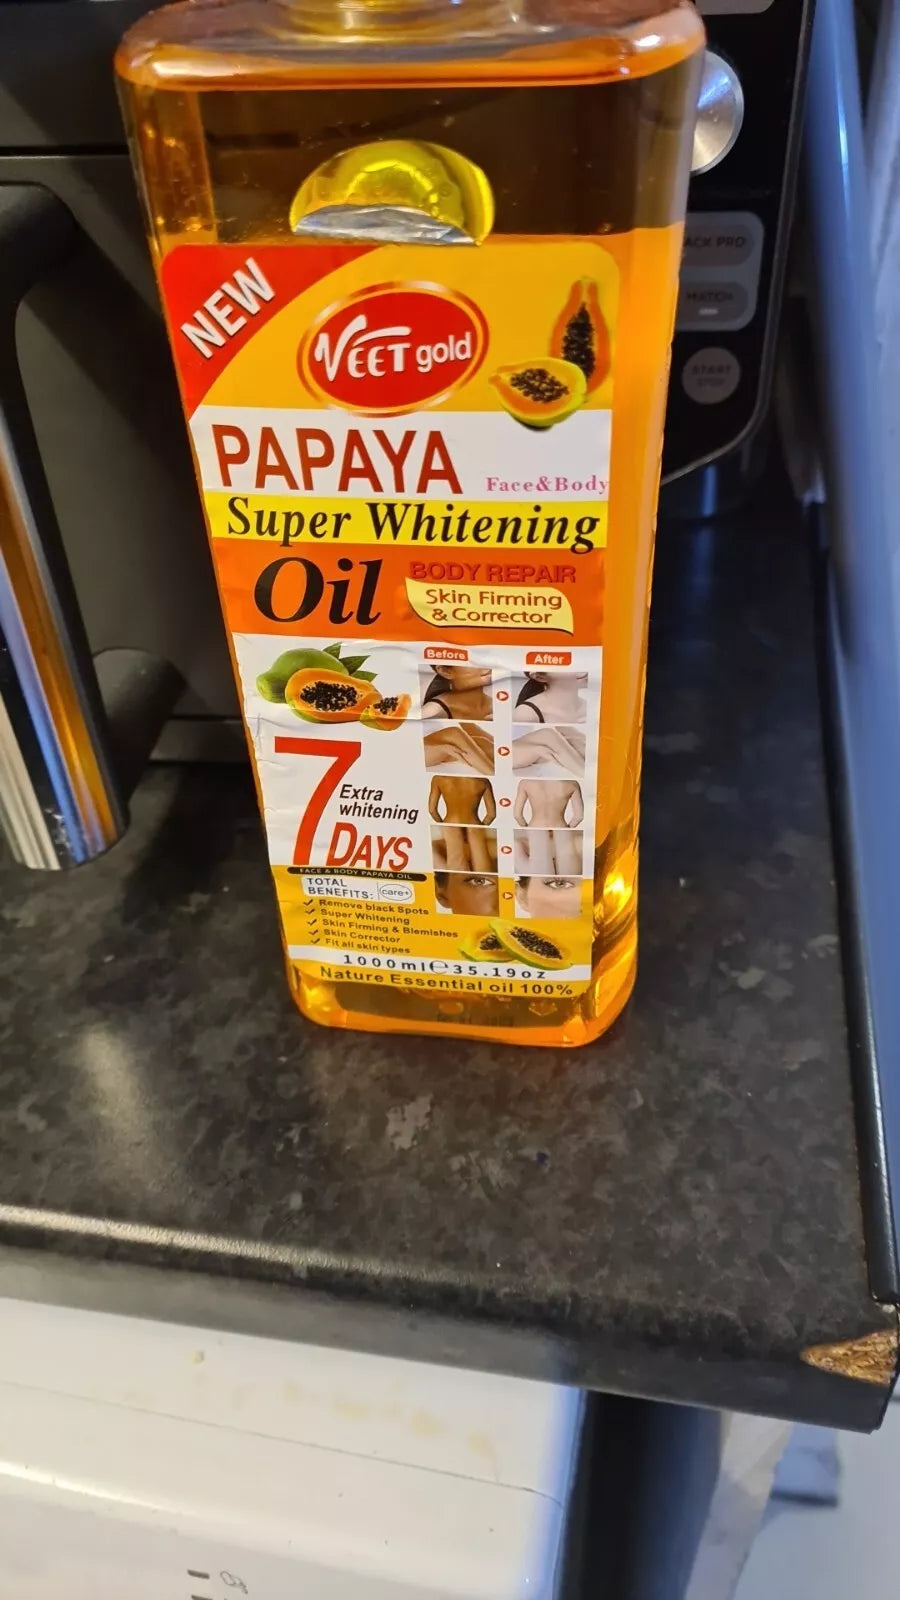 NEW
VEET gold
PAPAYA
Face&Body
Super Whitening
Oil
BODY REPAIR
Skin Firming
& Corrector
Before
After
7
Extra
whitening
DAYS
FACE & BODY PAPAYA OIL
TOTAL
BENEFITS:
care+
✓ Remove black Spots
✓ Super Whitening
✓ Skin Firming & Blemishes
✓ Skin Corrector
✓ Fit all skin types
1000ml℮35.19oz
Nature Essential oil 100%
ACK PRO
MATCH
START
STOP